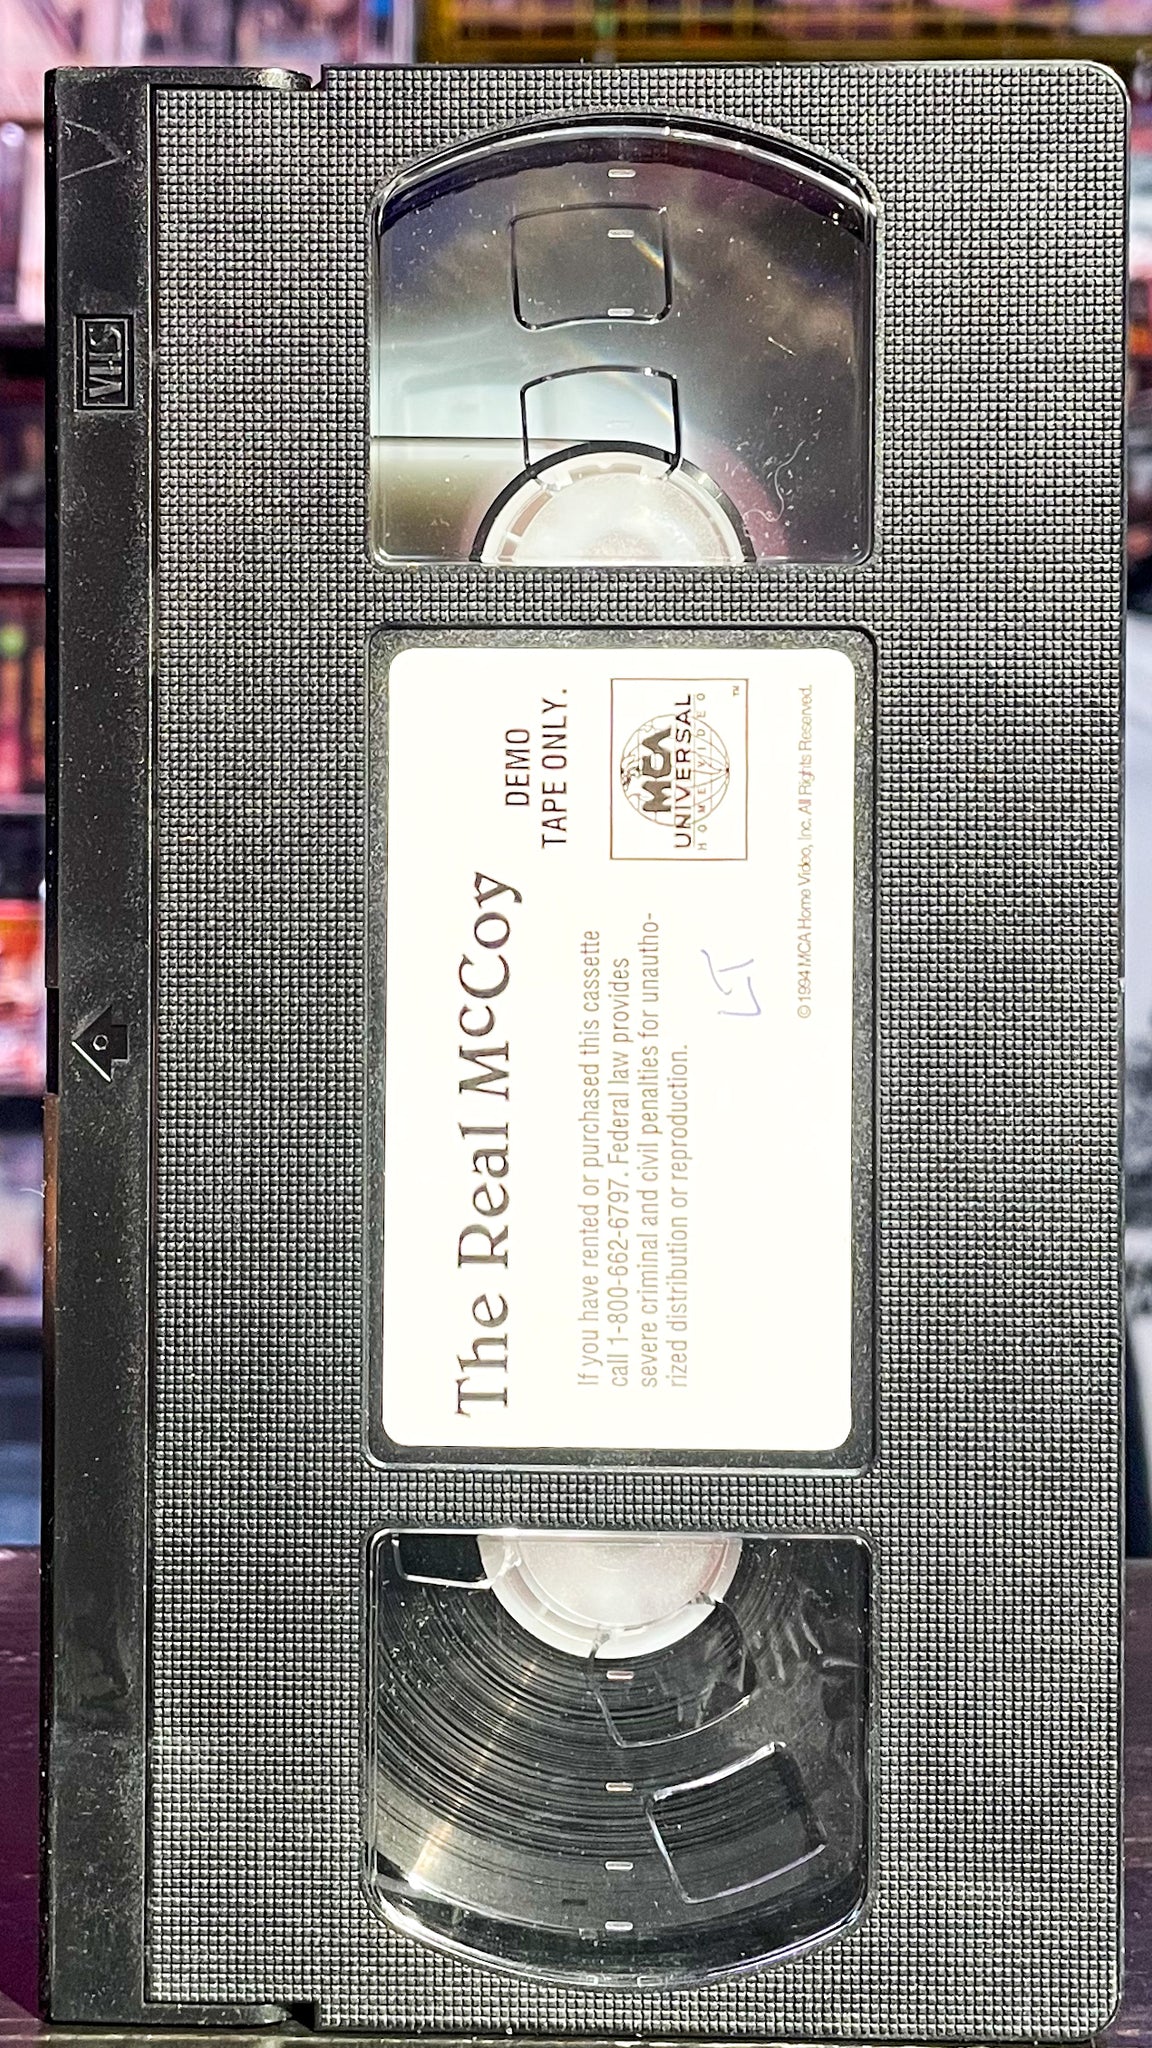 VHS
The Real McCoy
DEMO
TAPE ONLY.
If you have rented or purchased this cassette
call 1-800-662-6797. Federal law provides
severe criminal and civil penalties for unautho-
rized distribution or reproduction.
MCA
UNIVERSAL
HOME VIDEO
TM
LT
© 1994 MCA Home Video, Inc. All Rights Reserved.